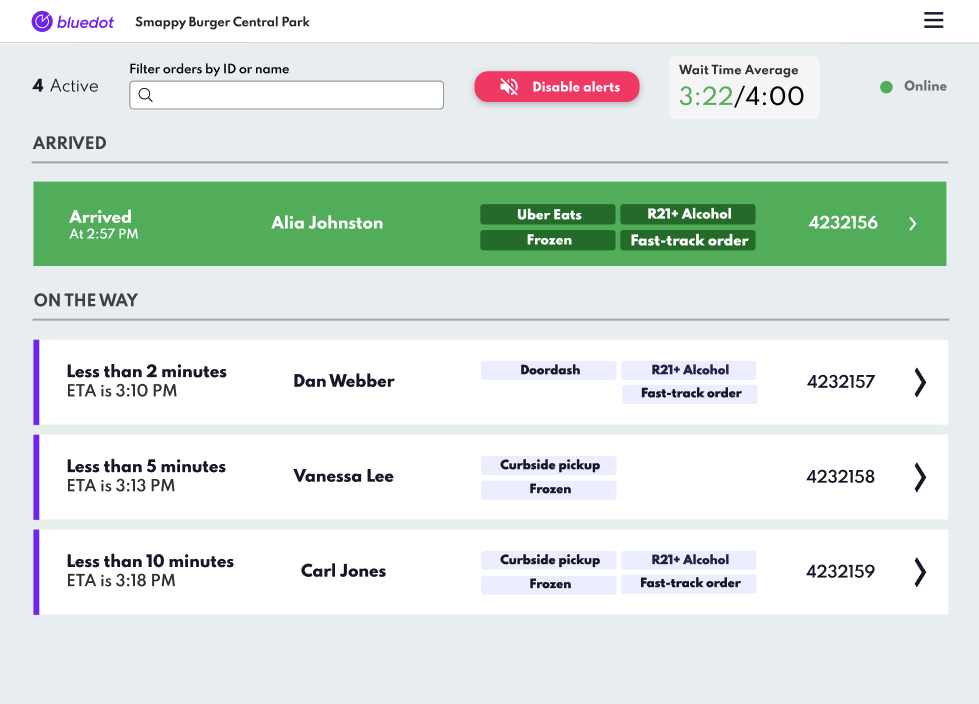 bluedot Smappy Burger Central Park
Filter orders by ID or name
4 Active
Disable alerts
Wait Time Average
3:22/4:00
Online
ARRIVED
Arrived
At 2:57 PM
Alia Johnston
Uber Eats
R21+ Alcohol
Frozen
Fast-track order
4232156
ON THE WAY
Less than 2 minutes
ETA is 3:10 PM
Dan Webber
Doordash
R21+ Alcohol
Fast-track order
4232157
Less than 5 minutes
ETA is 3:13 PM
Vanessa Lee
Curbside pickup
Frozen
4232158
Less than 10 minutes
ETA is 3:18 PM
Carl Jones
Curbside pickup
R21+ Alcohol
Frozen
Fast-track order
4232159